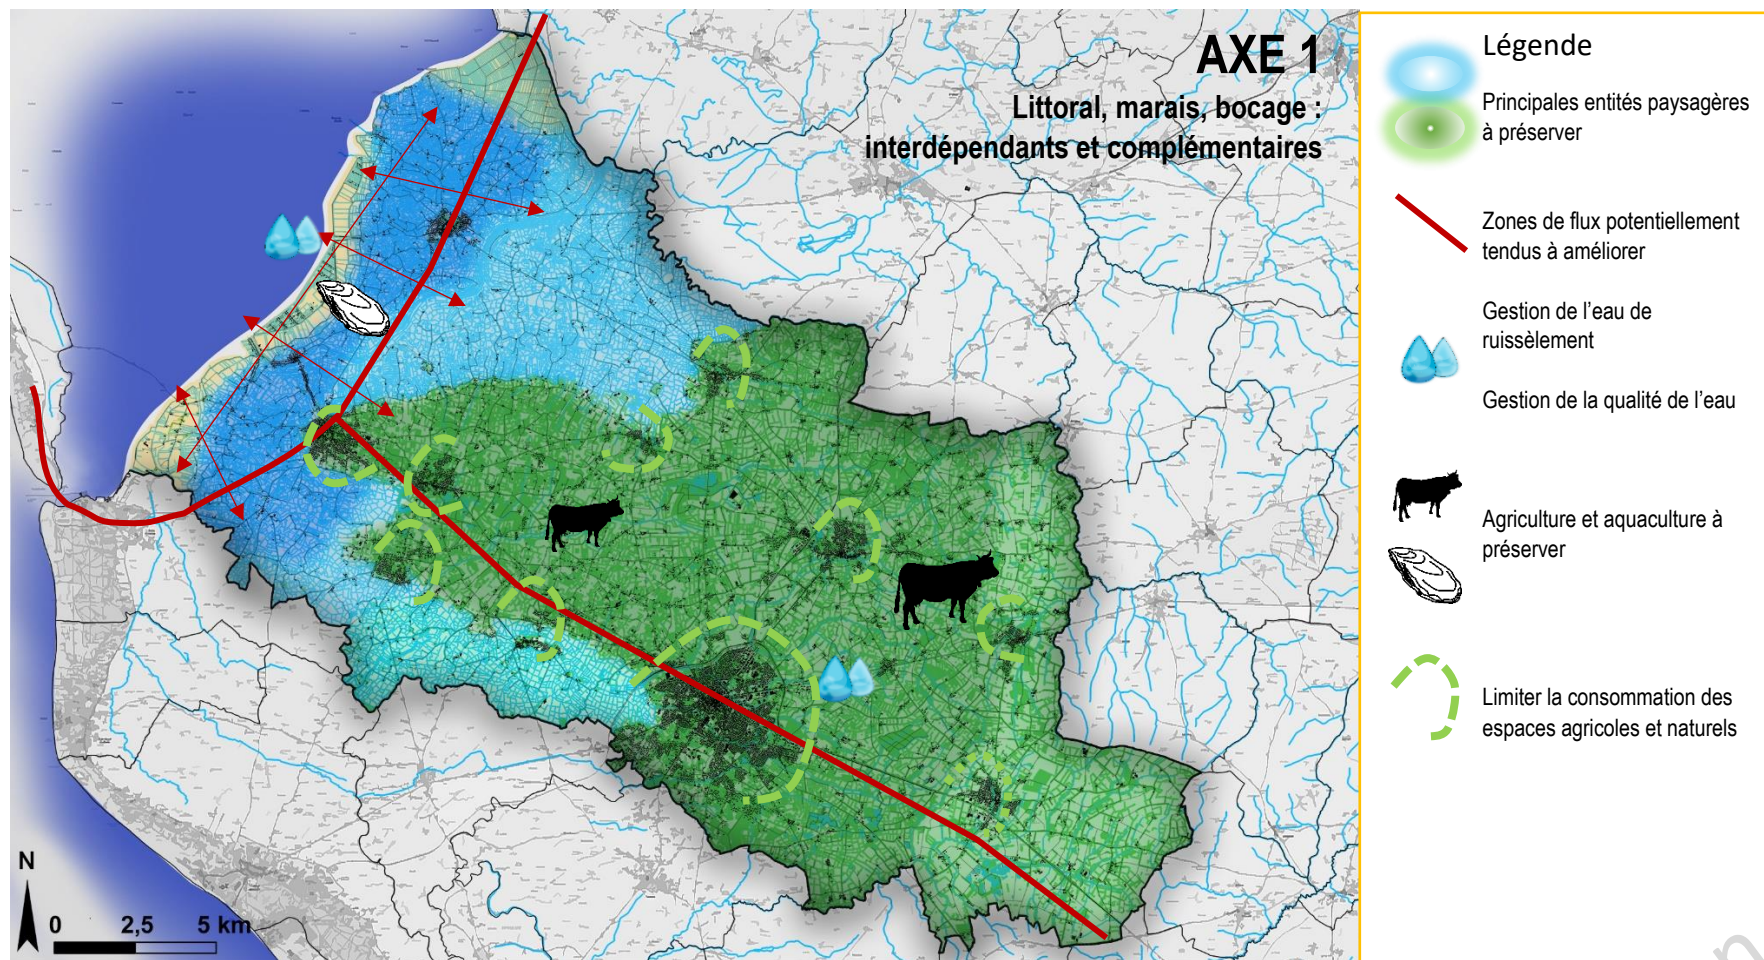 AXE 1
Littoral, marais, bocage :
interdépendants et complémentaires
N
0 2,5 5 km
Légende
Principales entités paysagères
à préserver
Zones de flux potentiellement
tendus à améliorer
Gestion de l’eau de
ruissèlement
Gestion de la qualité de l’eau
Agriculture et aquaculture à
préserver
Limiter la consommation des
espaces agricoles et naturels